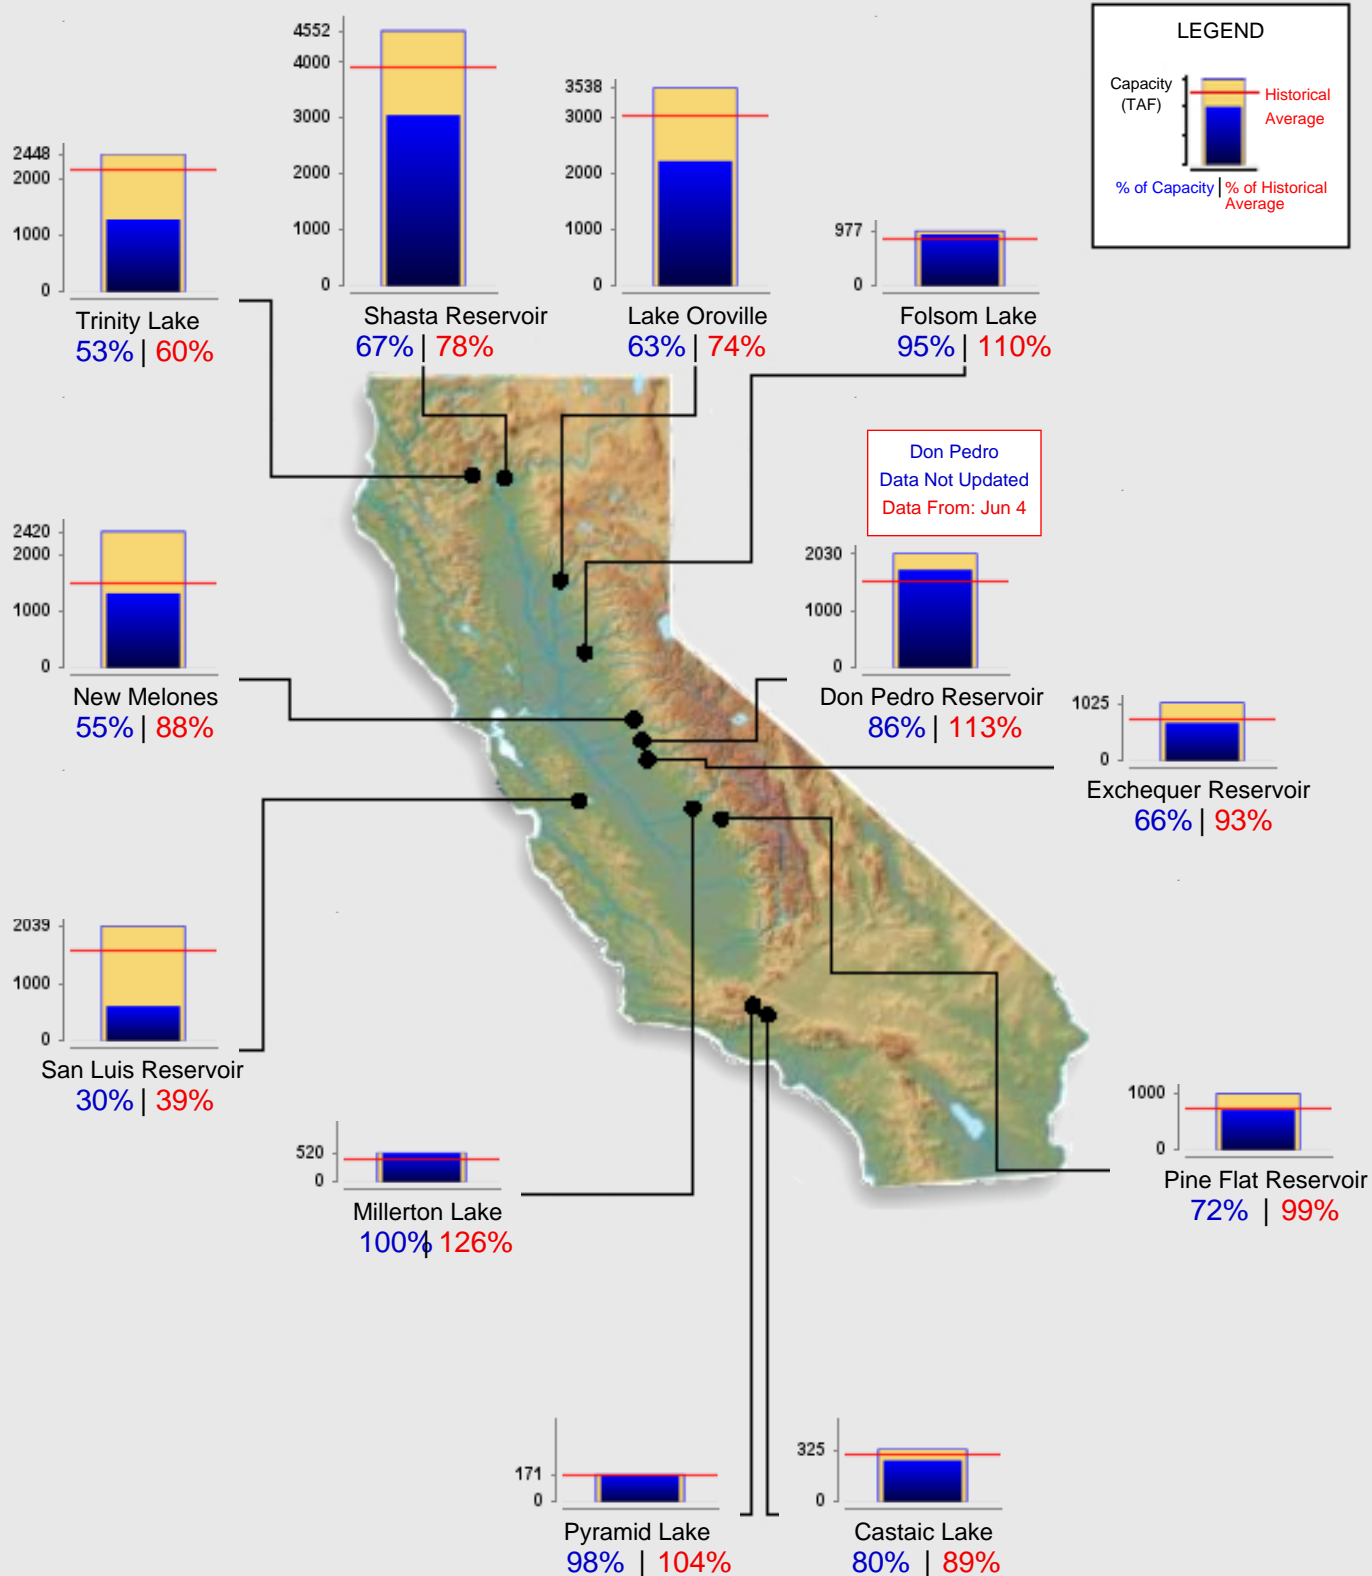 LEGEND
Capacity
(TAF)
Historical
Average
% of Capacity | % of Historical
Average
4552
4000
3000
2000
1000
0
Shasta Reservoir
67% | 78%
3538
3000
2000
1000
0
Lake Oroville
63% | 74%
977
0
Folsom Lake
95% | 110%
2448
2000
1000
0
Trinity Lake
53% | 60%
Don Pedro
Data Not Updated
Data From: Jun 4
2420
2000
1000
0
New Melones
55% | 88%
2030
1000
0
Don Pedro Reservoir
86% | 113%
1025
0
Exchequer Reservoir
66% | 93%
2039
1000
0
San Luis Reservoir
30% | 39%
520
0
Millerton Lake
100% | 126%
1000
0
Pine Flat Reservoir
72% | 99%
171
0
Pyramid Lake
98% | 104%
325
0
Castaic Lake
80% | 89%